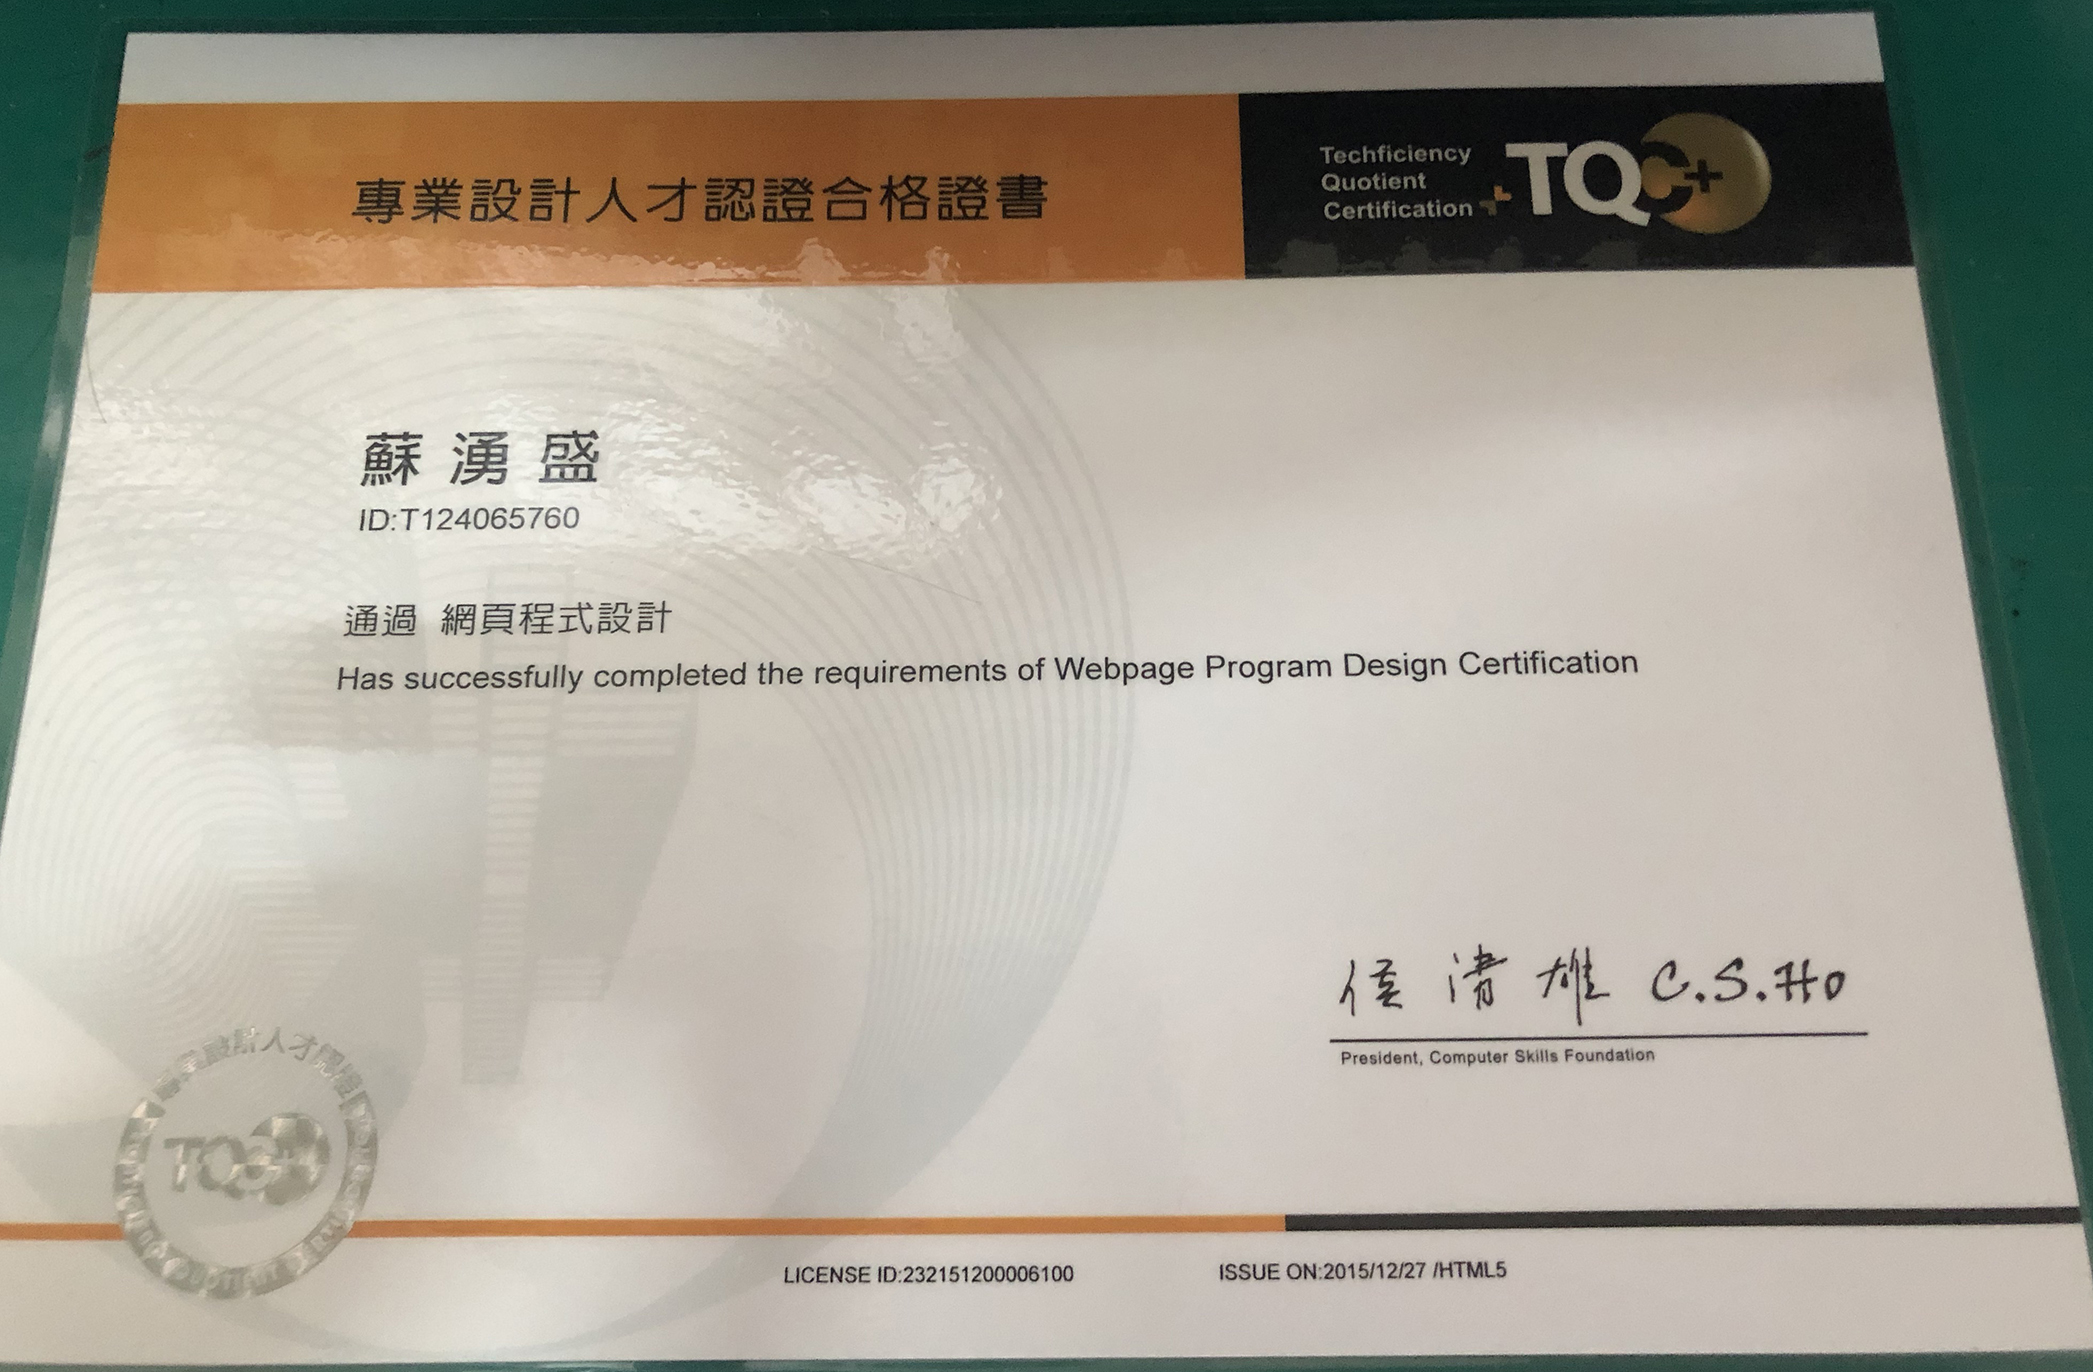 專業設計人才認證合格證書
Techficiency
Quotient
Certification
TQC+
蘇湧盛
ID:T124065760
通過 網頁程式設計
Has successfully completed the requirements of Webpage Program Design Certification
侯清雄 C.S.Ho
President, Computer Skills Foundation
專業設計人才認證
TQC+
LICENSE ID:232151200006100
ISSUE ON:2015/12/27 /HTML5